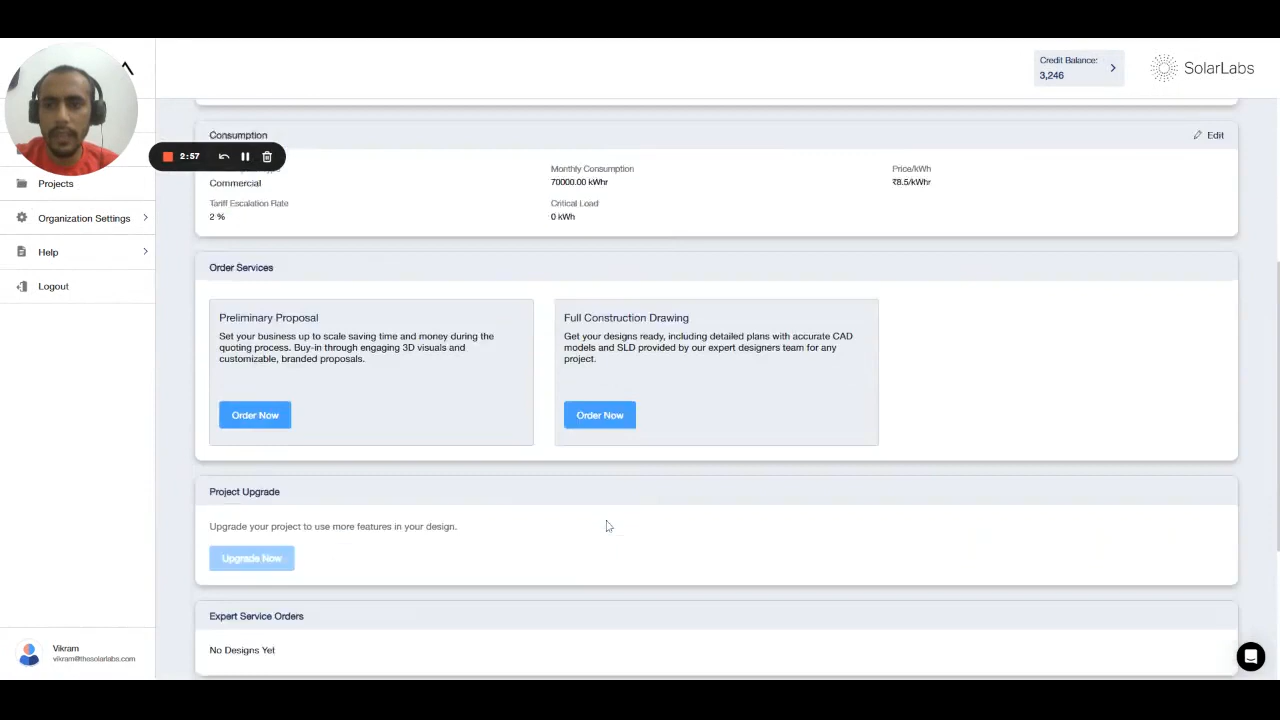 Credit Balance:
3,246
SolarLabs
Consumption
Edit
2:57
Commercial
Monthly Consumption
70000.00 kWhr
Price/kWh
₹8.5/kWhr
Tariff Escalation Rate
2 %
Critical Load
0 kWh
Projects
Organization Settings
Help
Logout
Order Services
Preliminary Proposal
Set your business up to scale saving time and money during the
quoting process. Buy-in through engaging 3D visuals and
customizable, branded proposals.
Order Now
Full Construction Drawing
Get your designs ready, including detailed plans with accurate CAD
models and SLD provided by our expert designers team for any
project.
Order Now
Project Upgrade
Upgrade your project to use more features in your design.
Upgrade Now
Expert Service Orders
No Designs Yet
Vikram
vikram@thesolarlabs.com